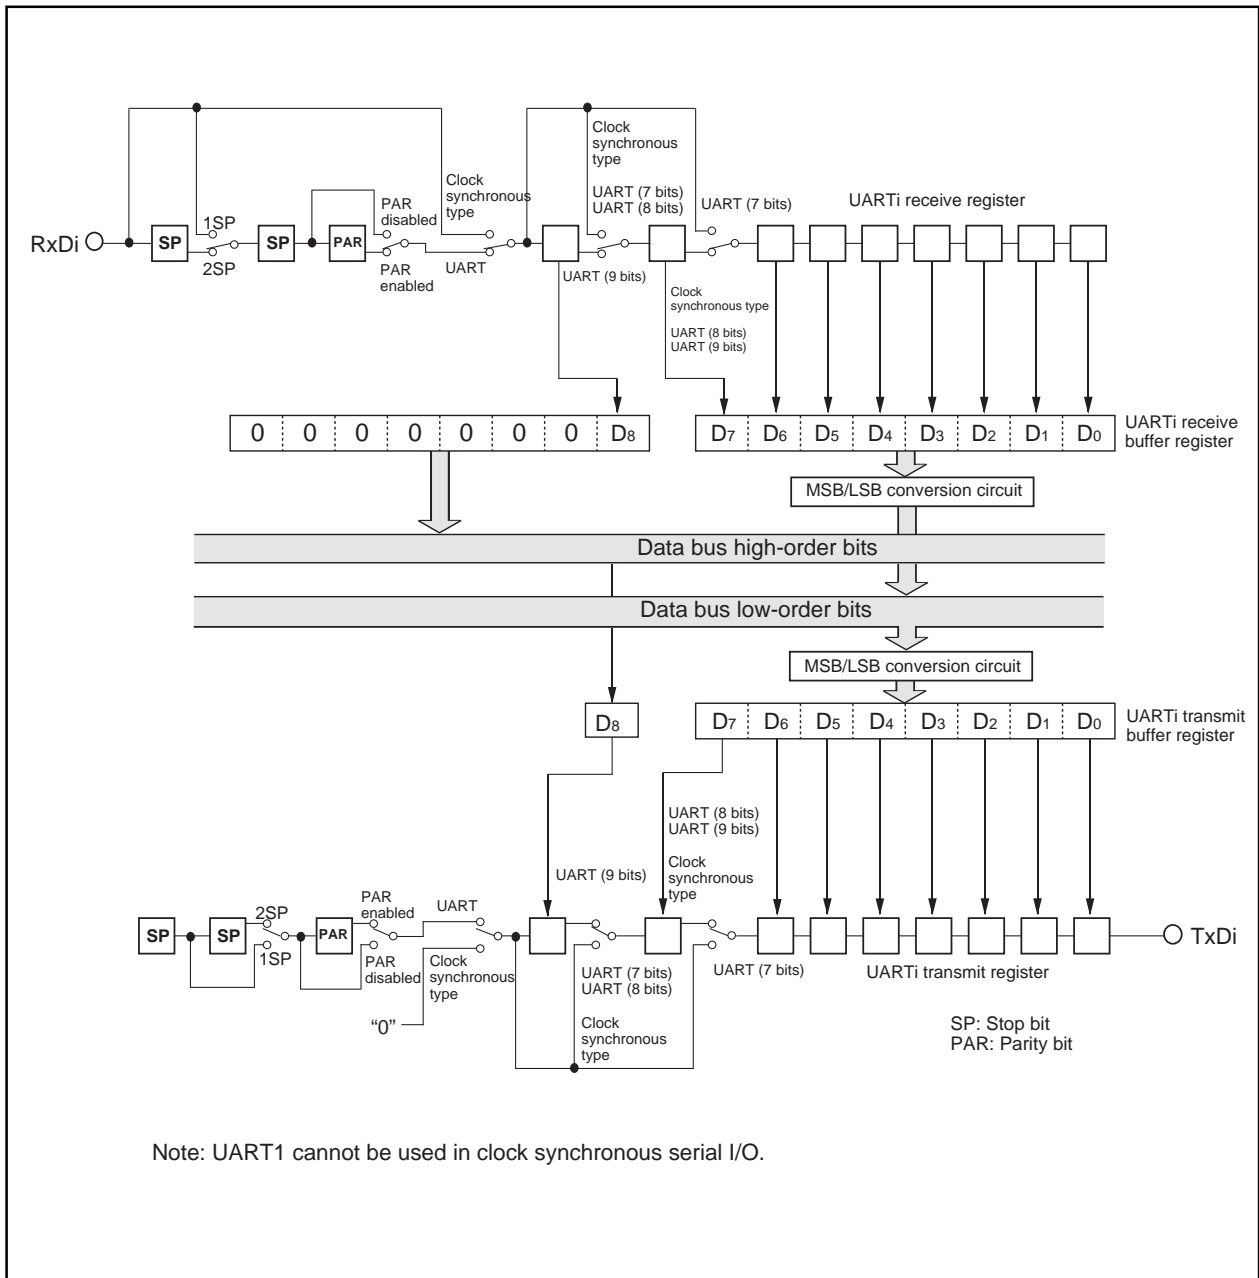 Clock
synchronous
type
UART (7 bits)
UART (8 bits)
Clock
synchronous
type
PAR
disabled
1SP
UART (7 bits)
UARTi receive register
RxDi
SP
SP
PAR
2SP
PAR
enabled
UART
UART (9 bits)
Clock
synchronous type
UART (8 bits)
UART (9 bits)
0 0 0 0 0 0 0 D8
D7 D6 D5 D4 D3 D2 D1 D0
UARTi receive
buffer register
MSB/LSB conversion circuit
Data bus high-order bits
Data bus low-order bits
MSB/LSB conversion circuit
D8
D7 D6 D5 D4 D3 D2 D1 D0
UARTi transmit
buffer register
UART (8 bits)
UART (9 bits)
Clock
synchronous
type
UART (9 bits)
PAR
enabled
UART
2SP
SP
SP
PAR
1SP
PAR
disabled
Clock
synchronous
type
“0”
UART (7 bits)
UART (8 bits)
Clock
synchronous
type
UART (7 bits)
UARTi transmit register
TxDi
SP: Stop bit
PAR: Parity bit
Note: UART1 cannot be used in clock synchronous serial I/O.